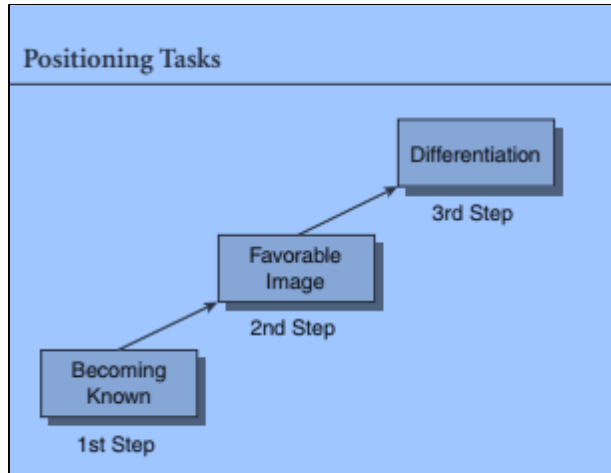 Positioning Tasks
Differentiation
3rd Step
Favorable
Image
2nd Step
Becoming
Known
1st Step